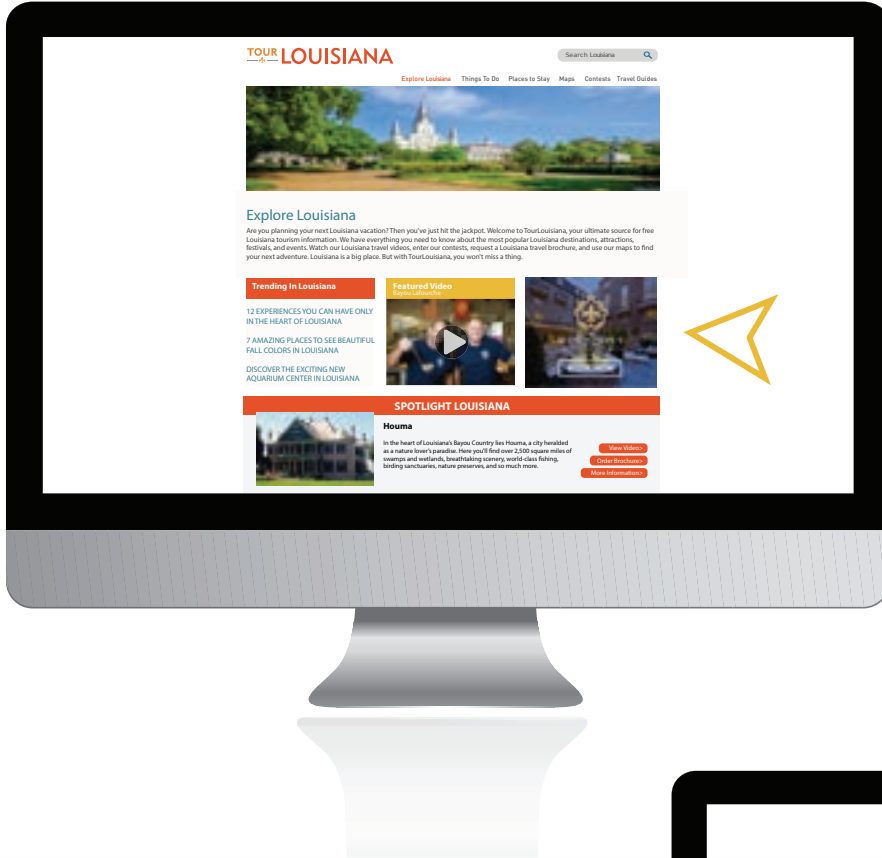 TOUR LOUISIANA
Search Louisiana
Explore Louisiana Things To Do Places to Stay Maps Contests Travel Guides
Explore Louisiana
Are you planning your next Louisiana vacation? Then you've just hit the jackpot. Welcome to TourLouisiana, your ultimate source for free
Louisiana tourism information. We have everything you need to know about the most popular Louisiana destinations, attractions,
festivals, and events. Watch our Louisiana travel videos, enter our contests, request a Louisiana travel brochure, and use our maps to find
your next adventure. Louisiana is a big place. But with TourLouisiana, you won't miss a thing.
Trending In Louisiana
12 EXPERIENCES YOU CAN HAVE ONLY
IN THE HEART OF LOUISIANA
7 AMAZING PLACES TO SEE BEAUTIFUL
FALL COLORS IN LOUISIANA
DISCOVER THE EXCITING NEW
AQUARIUM CENTER IN LOUISIANA
Featured Video
Bayou Lafourche
SPOTLIGHT LOUISIANA
Houma
In the heart of Louisiana's Bayou Country lies Houma, a city heralded
as a nature lover's paradise. Here you'll find over 2,500 square miles of
swamps and wetlands, breathtaking scenery, world-class fishing,
birding sanctuaries, nature preserves, and so much more.
View Video>
Order Brochure>
More Information>